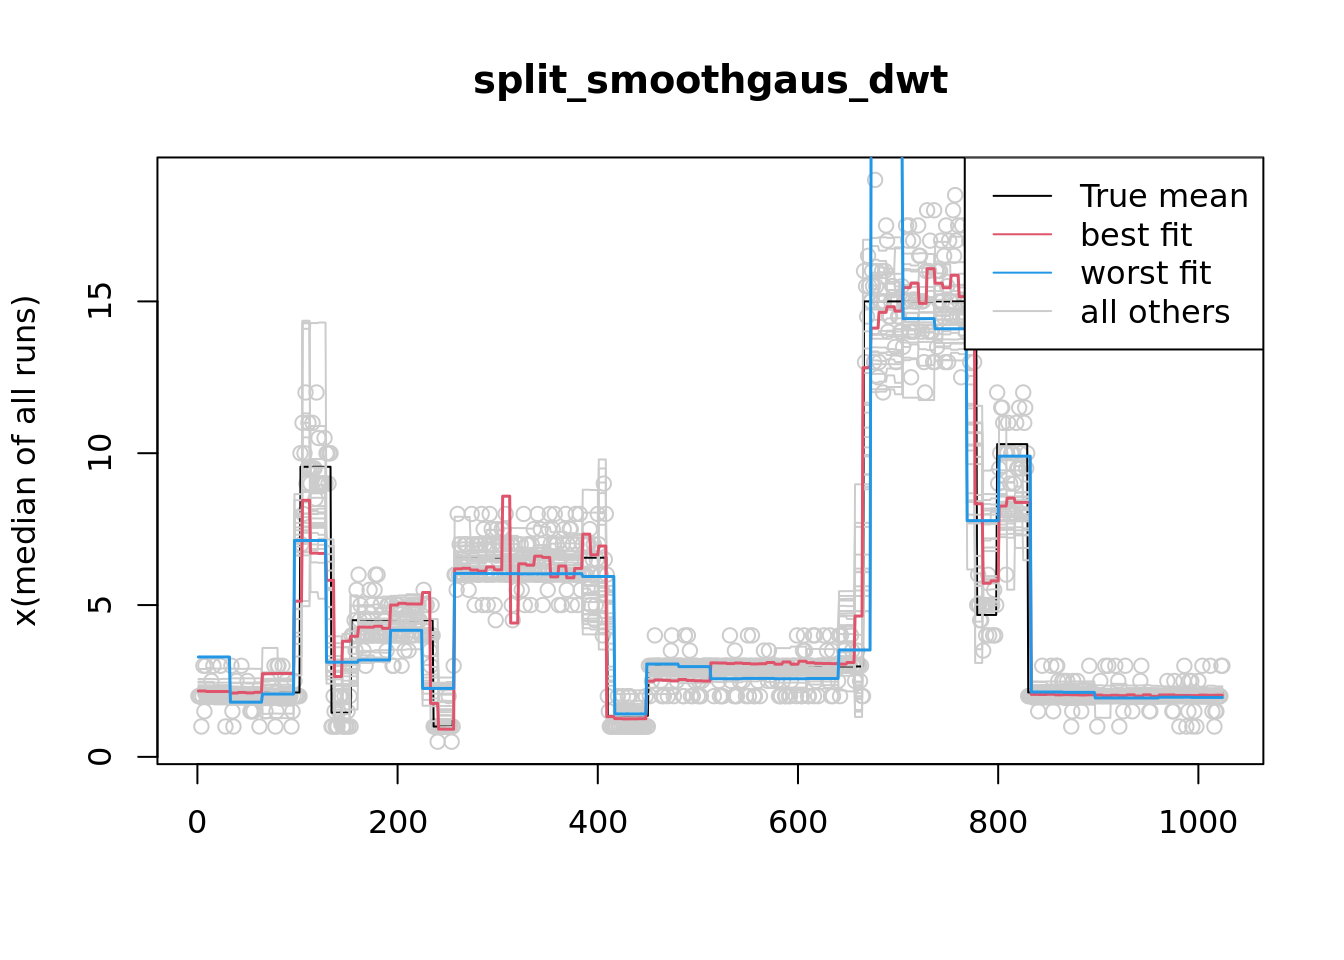 split_smoothgaus_dwt
x(median of all runs)
15
10
5
0
True mean
best fit
worst fit
all others
0 200 400 600 800 1000